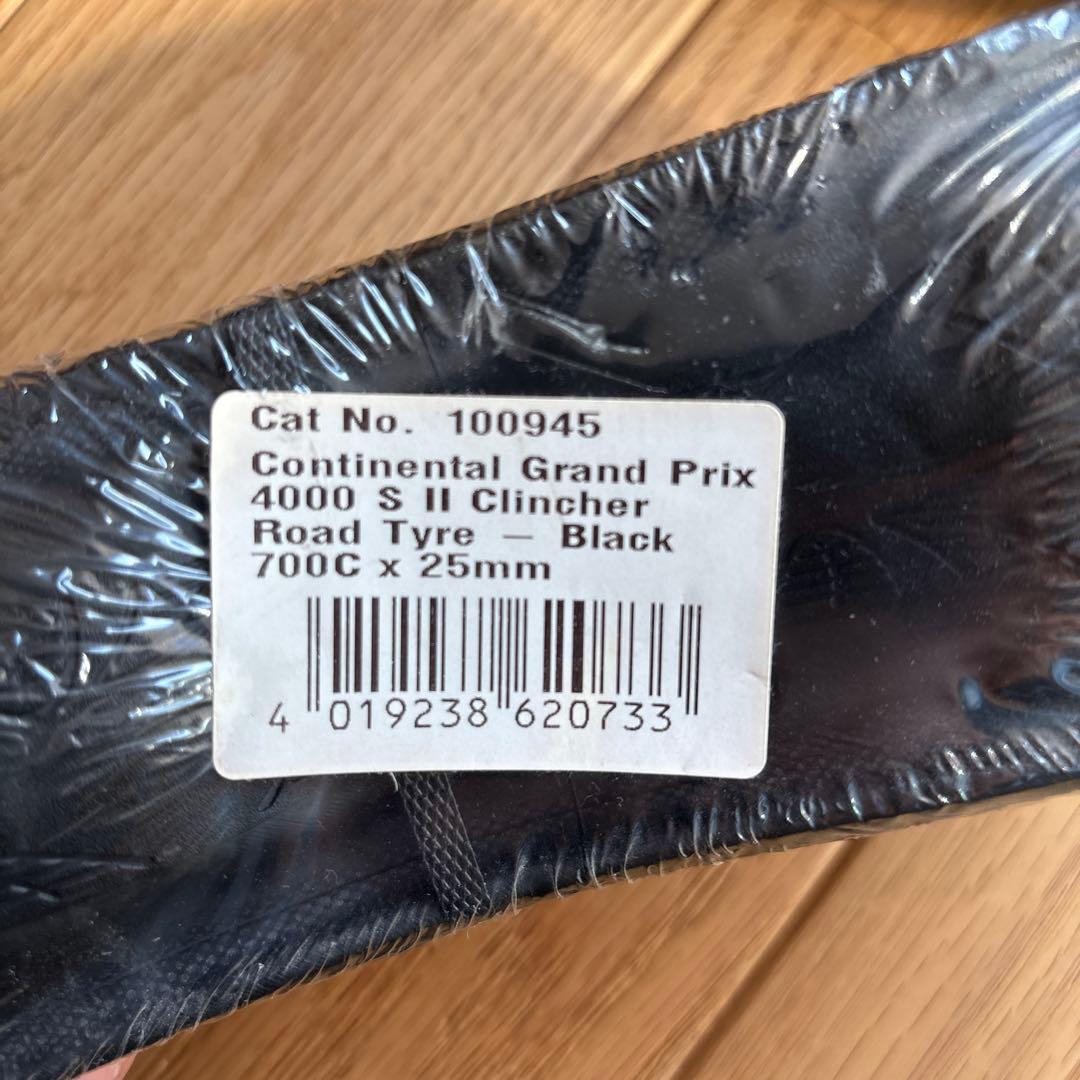 Cat No. 100945
Continental Grand Prix
4000 S II Clincher
Road Tyre — Black
700C x 25mm
4 019238 620733